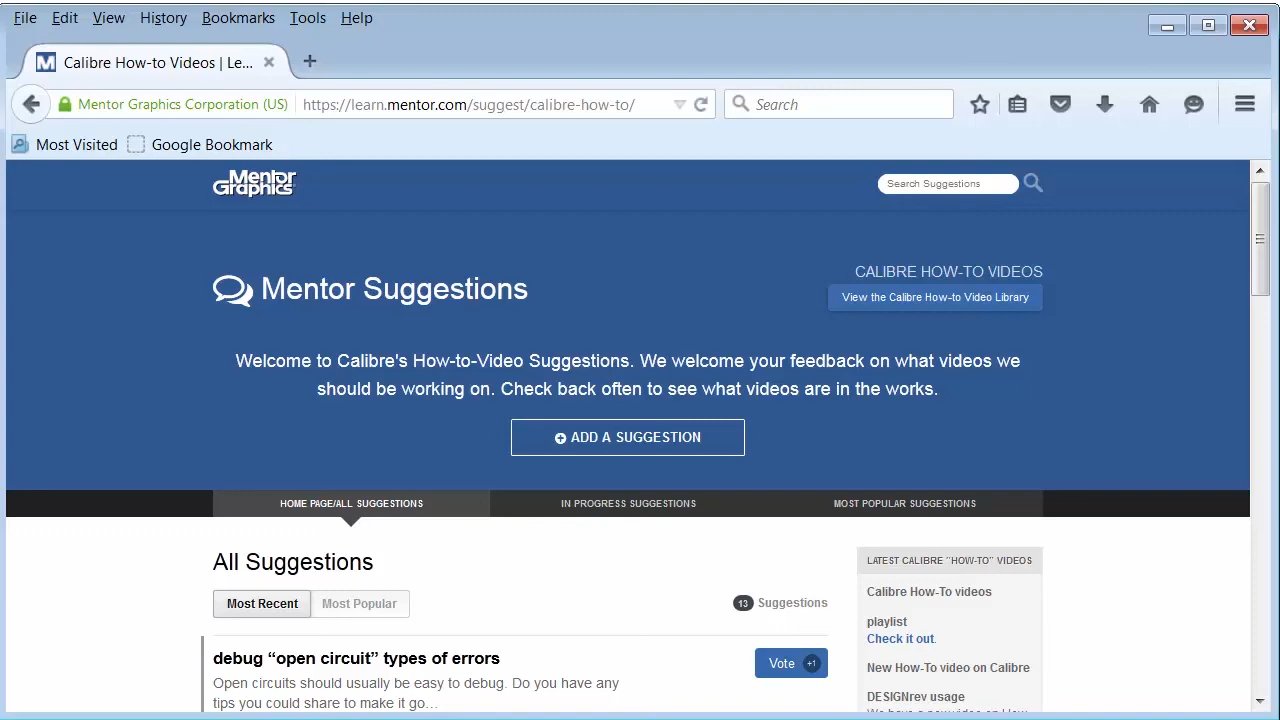 File Edit View History Bookmarks Tools Help
M Calibre How-to Videos | Le... × +
Mentor Graphics Corporation (US) https://learn.mentor.com/suggest/calibre-how-to/ Search
Most Visited Google Bookmark
Mentor
Graphics
Search Suggestions
CALIBRE HOW-TO VIDEOS
Mentor Suggestions
View the Calibre How-to Video Library
Welcome to Calibre's How-to-Video Suggestions. We welcome your feedback on what videos we
should be working on. Check back often to see what videos are in the works.
ADD A SUGGESTION
HOME PAGE/ALL SUGGESTIONS IN PROGRESS SUGGESTIONS MOST POPULAR SUGGESTIONS
All Suggestions
Most Recent Most Popular 13 Suggestions
debug “open circuit” types of errors
Vote +1
Open circuits should usually be easy to debug. Do you have any
tips you could share to make it go...
LATEST CALIBRE "HOW-TO" VIDEOS
Calibre How-To videos
playlist
Check it out.
New How-To video on Calibre
DESIGNrev usage
We have a new video on How